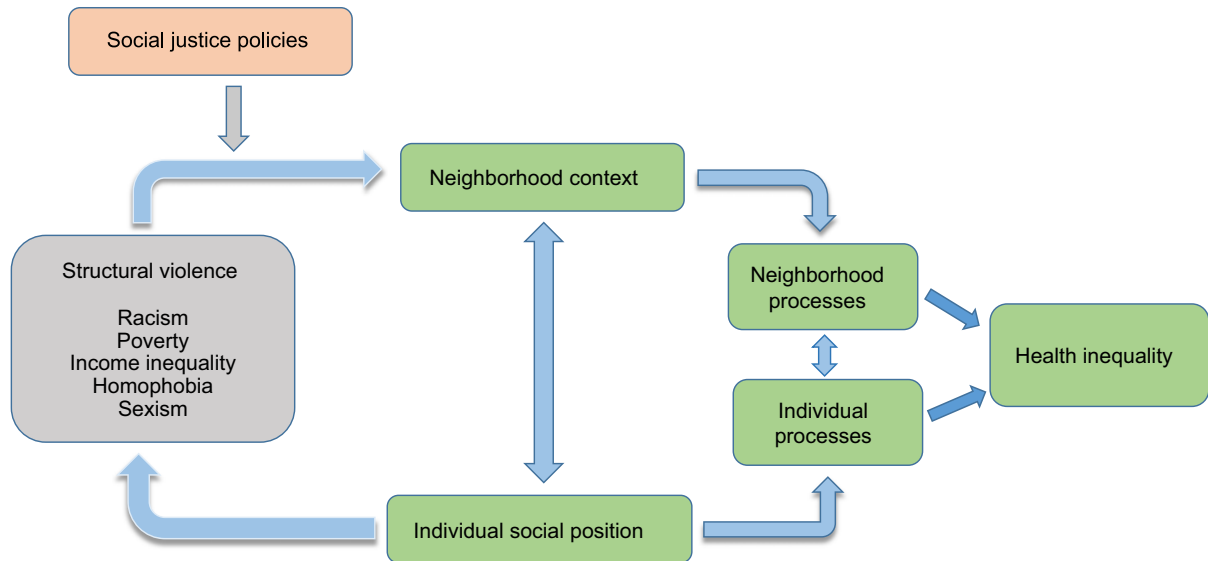 Social justice policies
Neighborhood context
Structural violence
Racism
Poverty
Income inequality
Homophobia
Sexism
Neighborhood
processes
Individual
processes
Health inequality
Individual social position